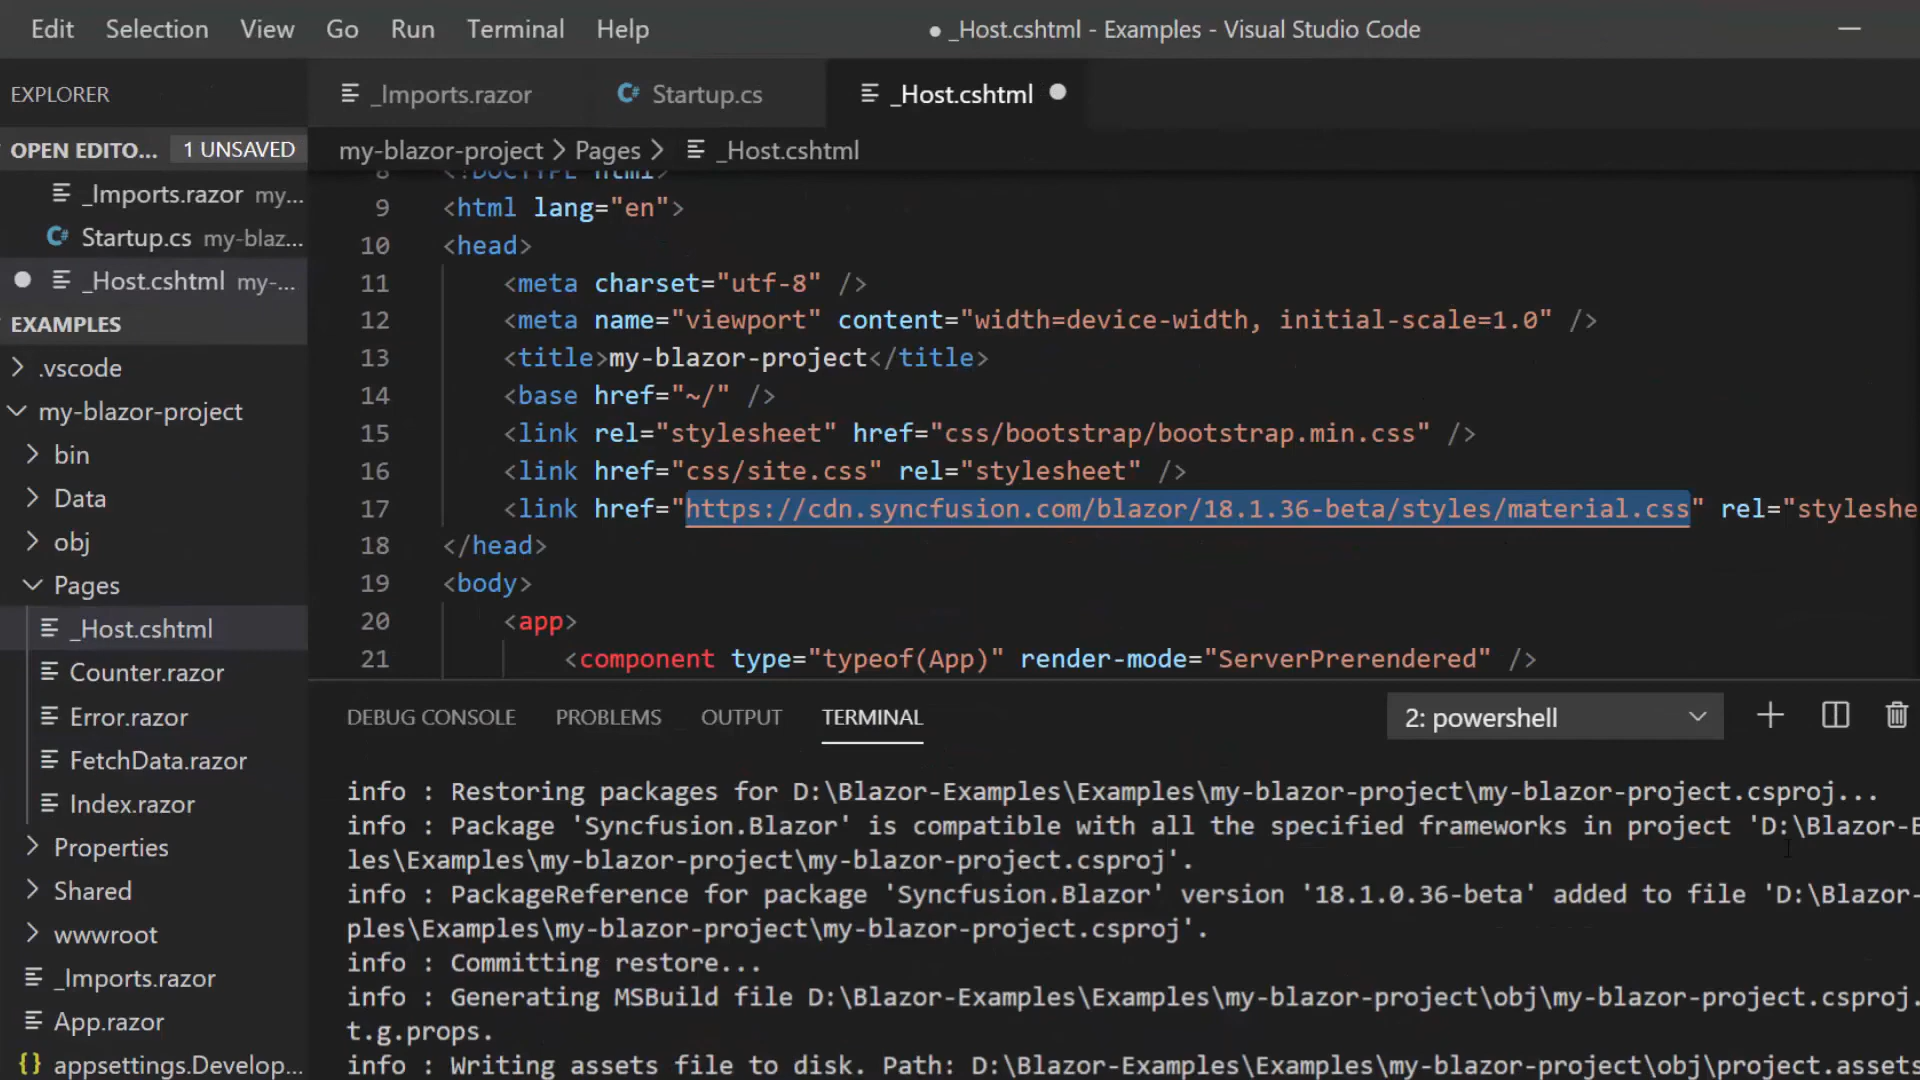 Edit Selection View Go Run Terminal Help
● _Host.cshtml - Examples - Visual Studio Code
EXPLORER
_Imports.razor
Startup.cs
_Host.cshtml
OPEN EDITO... 1 UNSAVED
_Imports.razor my...
Startup.cs my-blaz...
_Host.cshtml my-...
EXAMPLES
.vscode
my-blazor-project
bin
Data
obj
Pages
_Host.cshtml
Counter.razor
Error.razor
FetchData.razor
Index.razor
Properties
Shared
wwwroot
_Imports.razor
App.razor
appsettings.Develop...
my-blazor-project > Pages > _Host.cshtml
8 <!DOCTYPE html>
9 <html lang="en">
10 <head>
11 <meta charset="utf-8" />
12 <meta name="viewport" content="width=device-width, initial-scale=1.0" />
13 <title>my-blazor-project</title>
14 <base href="~/" />
15 <link rel="stylesheet" href="css/bootstrap/bootstrap.min.css" />
16 <link href="css/site.css" rel="stylesheet" />
17 <link href="https://cdn.syncfusion.com/blazor/18.1.36-beta/styles/material.css" rel="styleshe
18 </head>
19 <body>
20 <app>
21 <component type="typeof(App)" render-mode="ServerPrerendered" />
DEBUG CONSOLE PROBLEMS OUTPUT TERMINAL
2: powershell
info : Restoring packages for D:\Blazor-Examples\Examples\my-blazor-project\my-blazor-project.csproj...
info : Package 'Syncfusion.Blazor' is compatible with all the specified frameworks in project 'D:\Blazor-E
les\Examples\my-blazor-project\my-blazor-project.csproj'.
info : PackageReference for package 'Syncfusion.Blazor' version '18.1.0.36-beta' added to file 'D:\Blazor-
ples\Examples\my-blazor-project\my-blazor-project.csproj'.
info : Committing restore...
info : Generating MSBuild file D:\Blazor-Examples\Examples\my-blazor-project\obj\my-blazor-project.csproj.
t.g.props.
info : Writing assets file to disk. Path: D:\Blazor-Examples\Examples\my-blazor-project\obj\project.assets